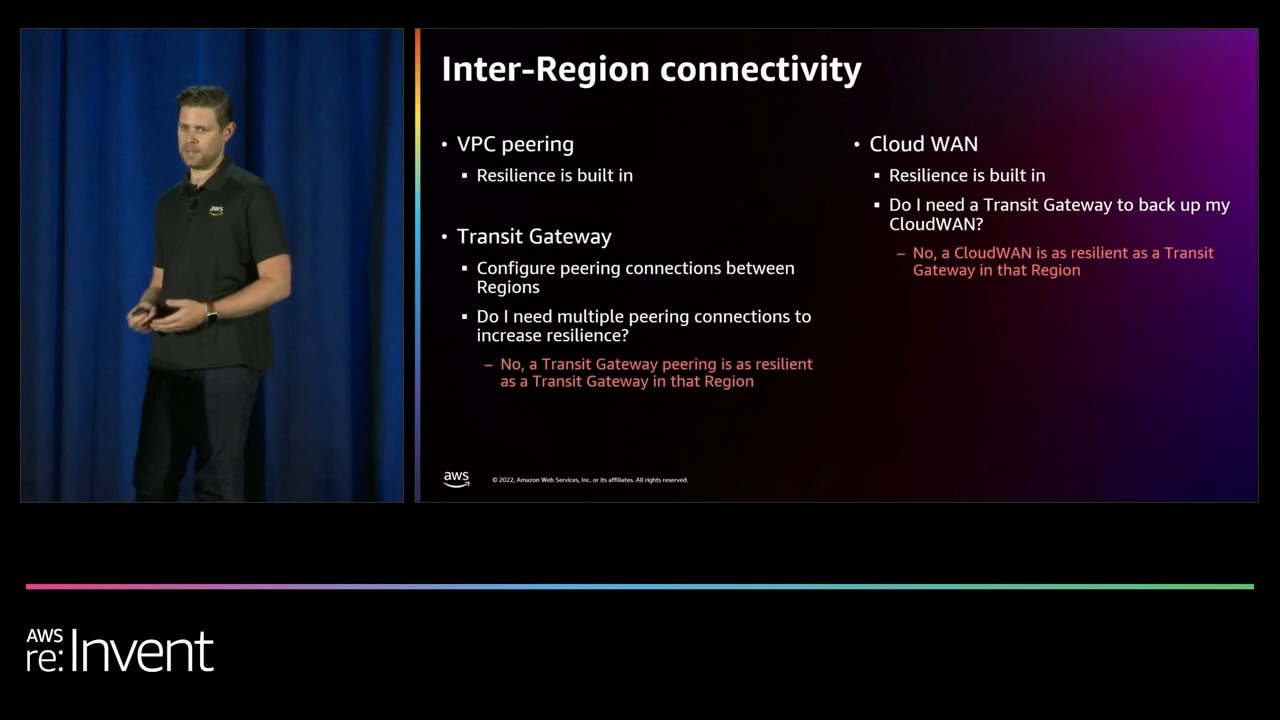 aws
Inter-Region connectivity
• VPC peering
▪ Resilience is built in
• Transit Gateway
▪ Configure peering connections between
Regions
▪ Do I need multiple peering connections to
increase resilience?
– No, a Transit Gateway peering is as resilient
as a Transit Gateway in that Region
• Cloud WAN
▪ Resilience is built in
▪ Do I need a Transit Gateway to back up my
CloudWAN?
– No, a CloudWAN is as resilient as a Transit
Gateway in that Region
aws
© 2022, Amazon Web Services, Inc. or its affiliates. All rights reserved.
AWS
re:Invent